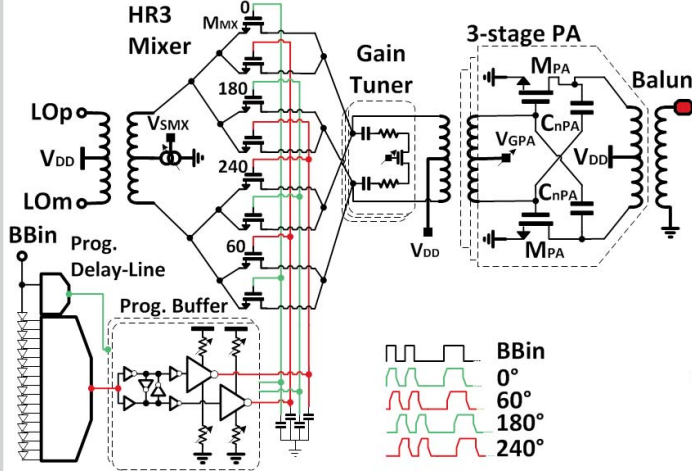 HR3
Mixer
MMX
0
180
240
60
LOp
VDD
LOm
VSMX
Gain
Tuner
VDD
3-stage PA
MPA
CnPA
VGPA
VDD
CnPA
MPA
Balun
BBin
Prog.
Delay-Line
Prog. Buffer
BBin
0°
60°
180°
240°